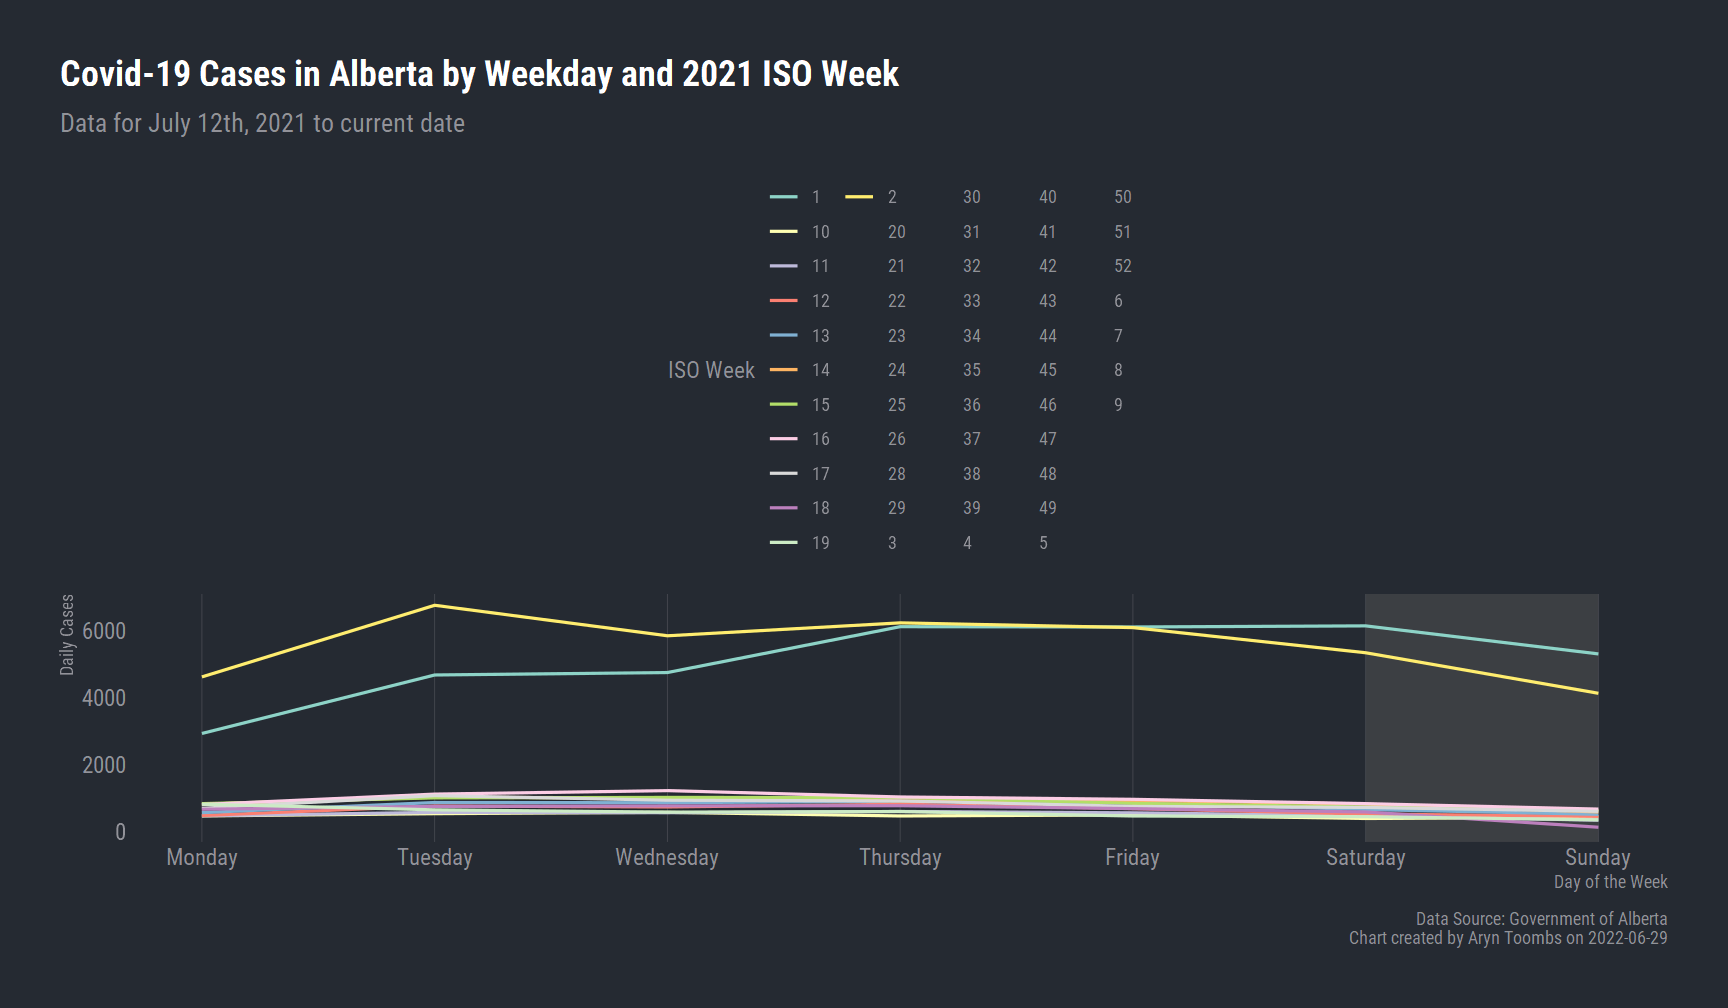 Covid-19 Cases in Alberta by Weekday and 2021 ISO Week
Data for July 12th, 2021 to current date
1 2 30 40 50
10 20 31 41 51
11 21 32 42 52
12 22 33 43 6
13 23 34 44 7
ISO Week 14 24 35 45 8
15 25 36 46 9
16 26 37 47
17 28 38 48
18 29 39 49
19 3 4 5
Daily Cases
6000
4000
2000
0
Monday Tuesday Wednesday Thursday Friday Saturday Sunday
Day of the Week
Data Source: Government of Alberta
Chart created by Aryn Toombs on 2022-06-29